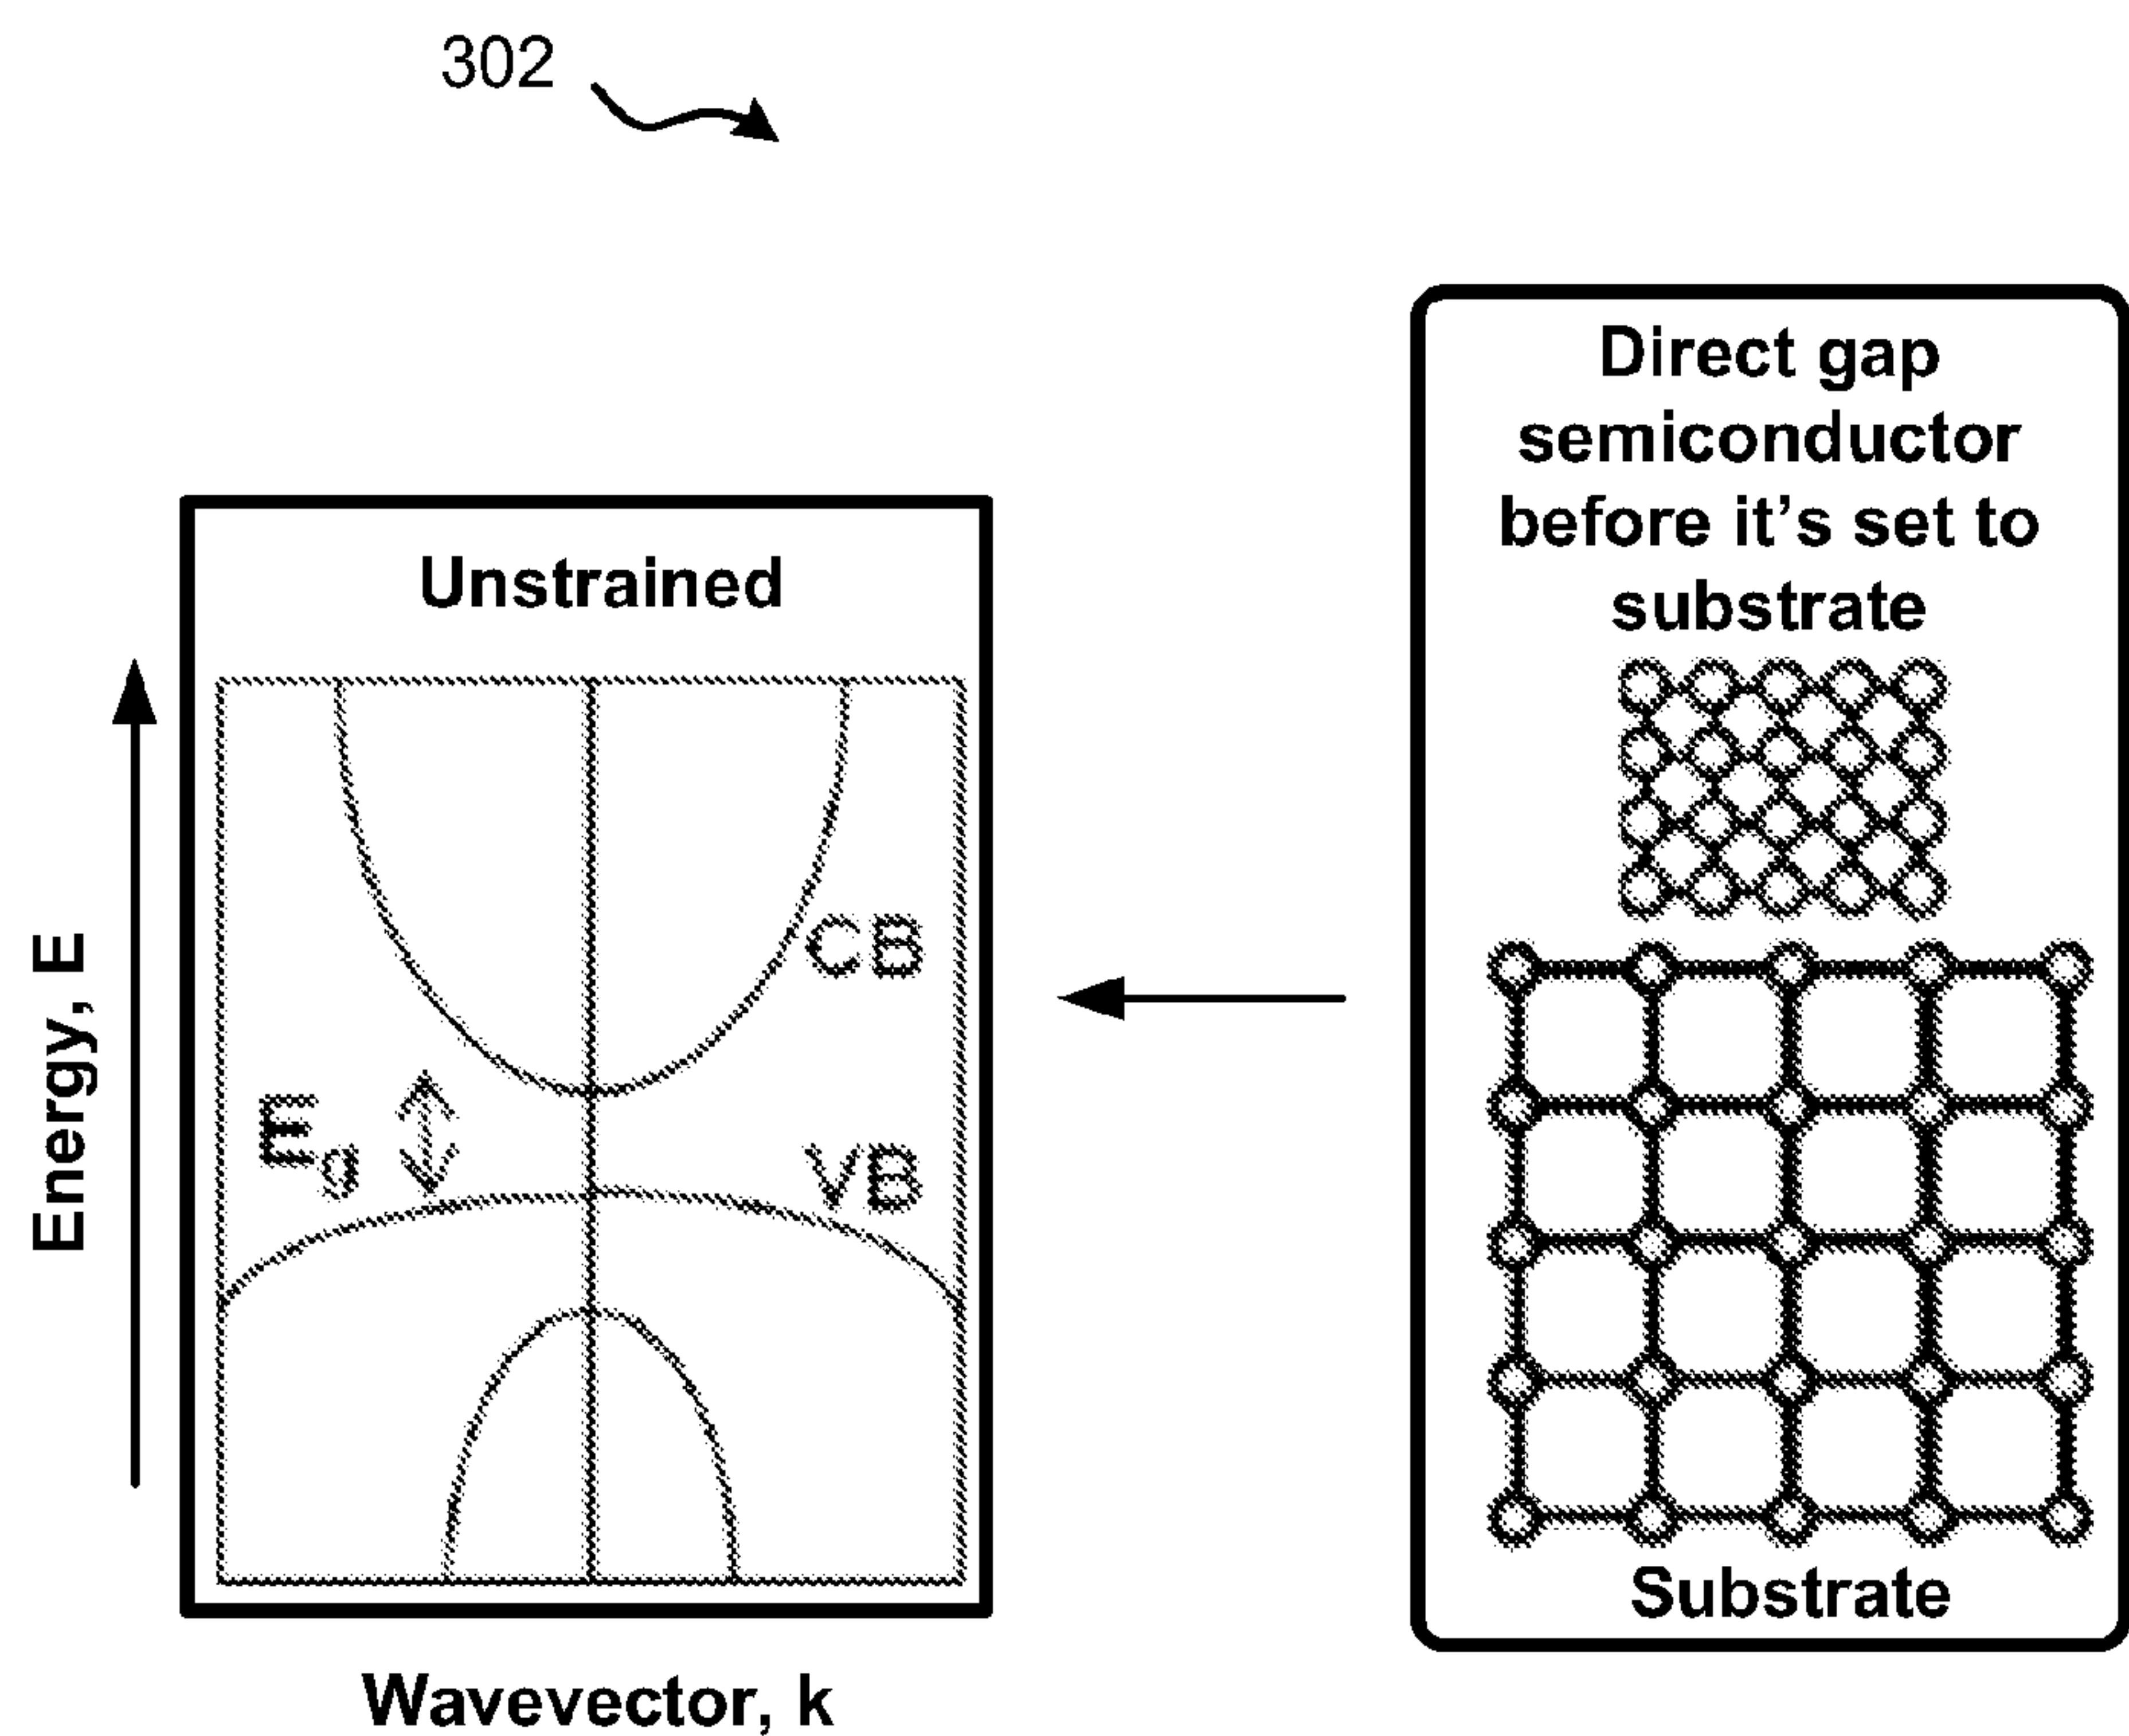 302
Unstrained
CB
Eg
VB
Energy, E
Wavevector, k
Direct gap
semiconductor
before it’s set to
substrate
Substrate